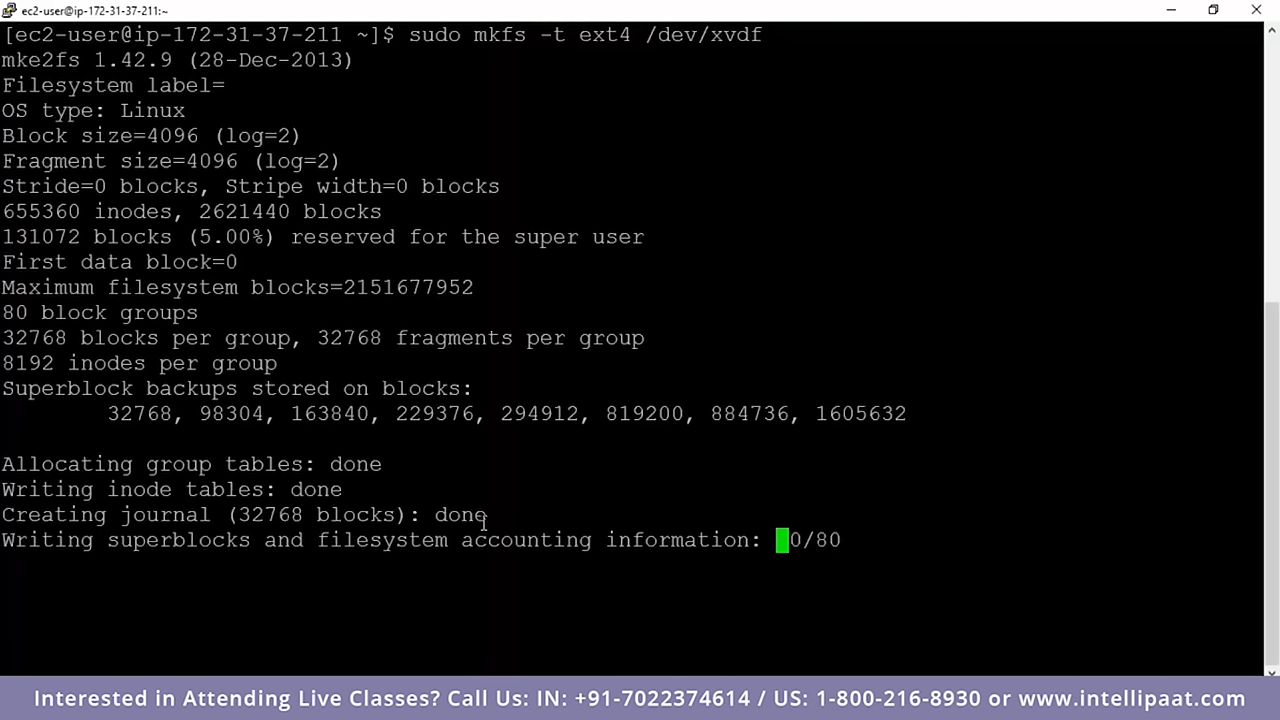 ec2-user@ip-172-31-37-211:~
[ec2-user@ip-172-31-37-211 ~]$ sudo mkfs -t ext4 /dev/xvdf
mke2fs 1.42.9 (28-Dec-2013)
Filesystem label=
OS type: Linux
Block size=4096 (log=2)
Fragment size=4096 (log=2)
Stride=0 blocks, Stripe width=0 blocks
655360 inodes, 2621440 blocks
131072 blocks (5.00%) reserved for the super user
First data block=0
Maximum filesystem blocks=2151677952
80 block groups
32768 blocks per group, 32768 fragments per group
8192 inodes per group
Superblock backups stored on blocks:
32768, 98304, 163840, 229376, 294912, 819200, 884736, 1605632
Allocating group tables: done
Writing inode tables: done
Creating journal (32768 blocks): done
Writing superblocks and filesystem accounting information: 0/80
Interested in Attending Live Classes? Call Us: IN: +91-7022374614 / US: 1-800-216-8930 or www.intellipaat.com